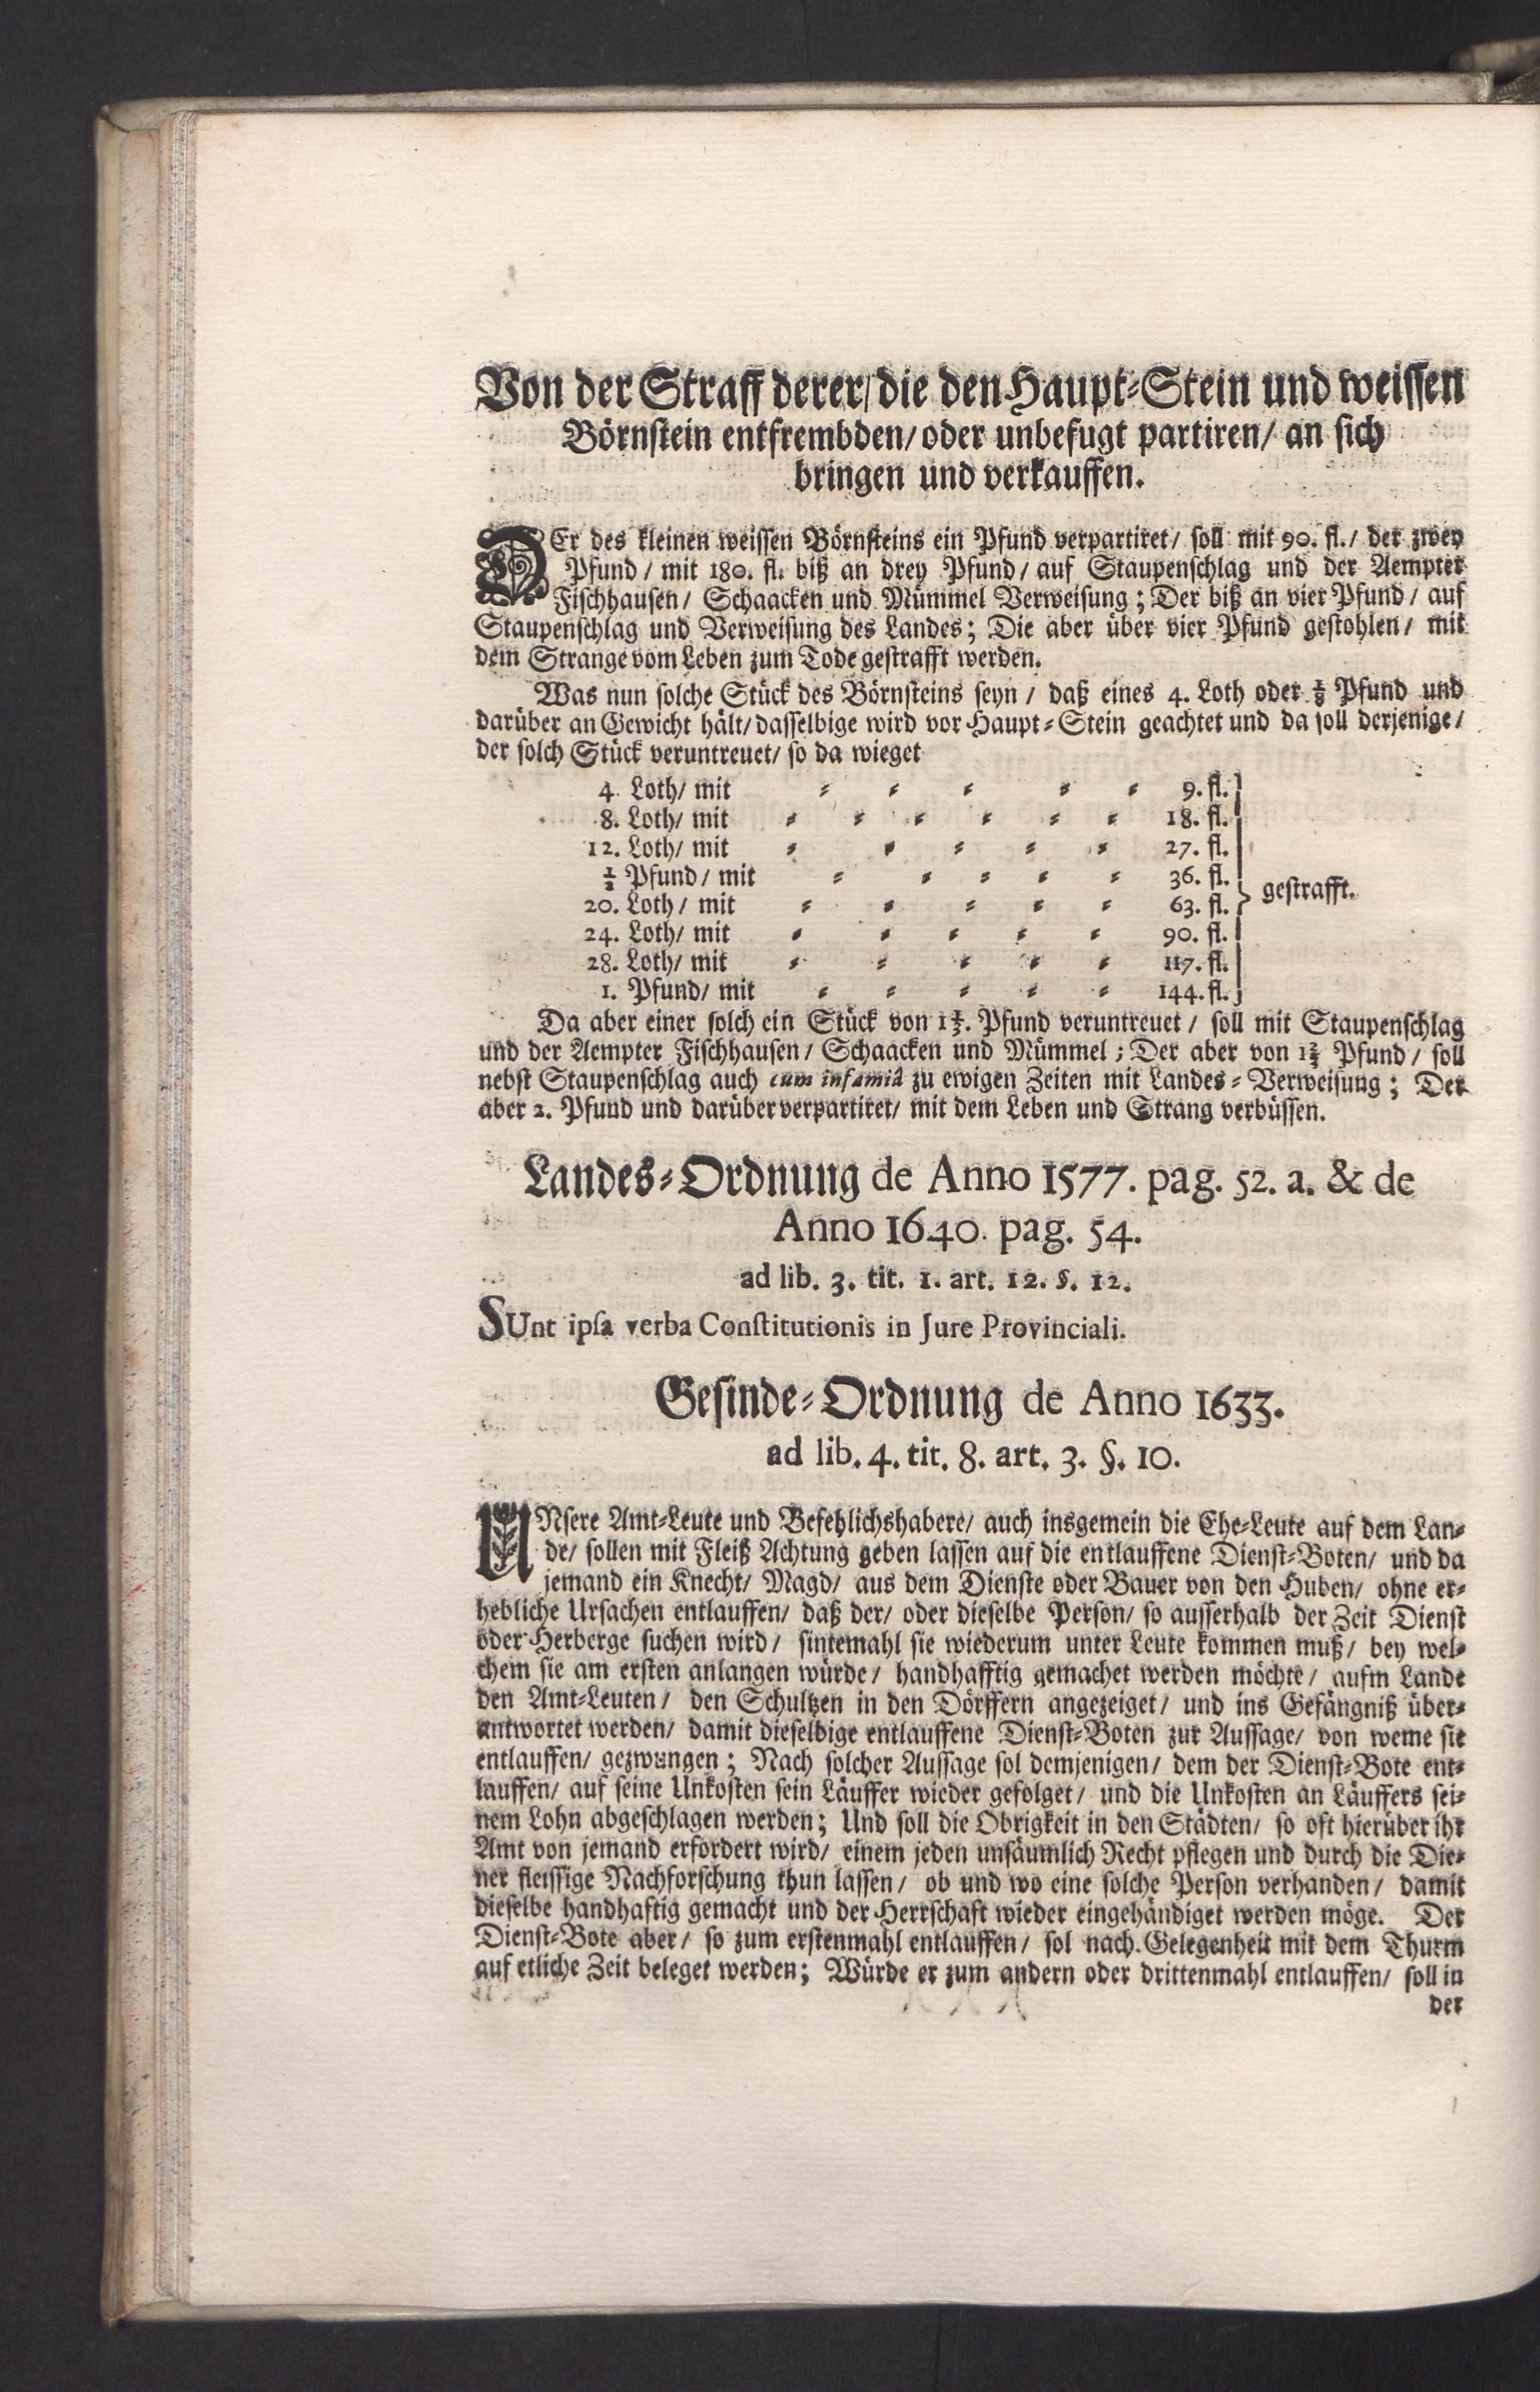 Von der Straff derer/ die den Haupt-Stein und weissen
Börnstein entfrembden/ oder unbefugt partiren/ an sich
bringen und verkauffen.
DEr des kleinen weissen Börnsteins ein Pfund verpartiret/ soll mit 90. fl./ der zwey
Pfund/ mit 180. fl. biß an drey Pfund/ auf Staupenschlag und der Aempter
Fischhausen/ Schaacken und Mümmel Verweisung; Der biß an vier Pfund/ auf
Staupenschlag und Verweisung des Landes; Die aber über vier Pfund gestohlen/ mit
dem Strange vom Leben zum Tode gestrafft werden.
Was nun solche Stück des Börnsteins seyn/ daß eines 4. Loth oder ⅛ Pfund und
darüber an Gewicht hält/ dasselbige wird vor Haupt-Stein geachtet und da soll derjenige/
der solch Stück veruntreuet/ so da wieget
4. Loth/ mit - - - - - 9. fl.
8. Loth/ mit - - - - - - 18. fl.
12. Loth/ mit - - - - - 27. fl.
½ Pfund/ mit - - - - - 36. fl.
gestrafft.
20. Loth/ mit - - - - - 63. fl.
24. Loth/ mit - - - - - 90. fl.
28. Loth/ mit - - - - - 117. fl.
1. Pfund/ mit - - - - - 144. fl.
Da aber einer solch ein Stück von 1⅓. Pfund veruntreuet/ soll mit Staupenschlag
und der Aempter Fischhausen/ Schaacken und Mümmel; Der aber von 1⅔ Pfund/ soll
nebst Staupenschlag auch cum infamiâ zu ewigen Zeiten mit Landes-Verweisung; Der
aber 2. Pfund und darüber verpartiret/ mit dem Leben und Strang verbüssen.
Landes-Ordnung de Anno 1577. pag. 52. a. & de
Anno 1640. pag. 54.
ad lib. 3. tit. 1. art. 12. §. 12.
SUnt ipsa verba Constitutionis in Jure Provinciali.
Gesinde-Ordnung de Anno 1633.
ad lib. 4. tit. 8. art. 3. §. 10.
UNsere Amt-Leute und Befehlichshabere/ auch insgemein die Ehe-Leute auf dem Lan-
de/ sollen mit Fleiß Achtung geben lassen auf die entlauffene Dienst-Boten/ und da
jemand ein Knecht/ Magd/ aus dem Dienste oder Bauer von den Huben/ ohne er-
hebliche Ursachen entlauffen/ daß der/ oder dieselbe Person/ so ausserhalb der Zeit Dienst
oder Herberge suchen wird/ sintemahl sie wiederum unter Leute kommen muß/ bey wel-
chem sie am ersten anlangen würde/ handhafftig gemachet werden möchte/ aufm Lande
den Amt-Leuten/ den Schultzen in den Dörffern angezeiget/ und ins Gefängniß über-
antwortet werden/ damit dieselbige entlauffene Dienst-Boten zur Aussage/ von weme sie
entlauffen/ gezwungen; Nach solcher Aussage sol demjenigen/ dem der Dienst-Bote ent-
lauffen/ auf seine Unkosten sein Läuffer wieder gefolget/ und die Unkosten an Läuffers sei-
nem Lohn abgeschlagen werden; Und soll die Obrigkeit in den Städten/ so oft hierüber ihr
Amt von jemand erfordert wird/ einem jeden unsäumlich Recht pflegen und durch die Die-
ner fleissige Nachforschung thun lassen/ ob und wo eine solche Person verhanden/ damit
dieselbe handhaftig gemacht und der Herrschaft wieder eingehändiget werden möge. Der
Dienst-Bote aber/ so zum erstenmahl entlauffen/ sol nach Gelegenheit mit dem Thurm
auf etliche Zeit beleget werden; Würde er zum andern oder drittenmahl entlauffen/ soll in
der